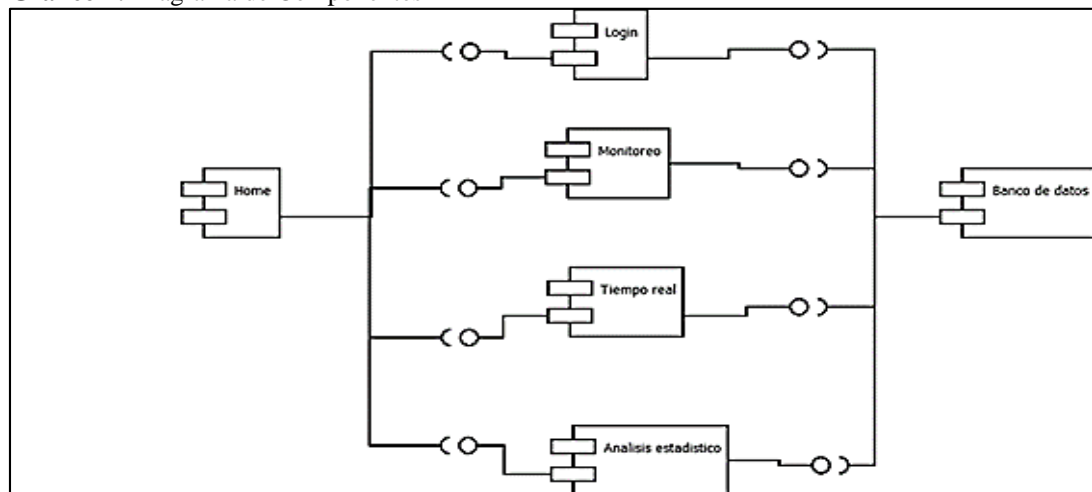 Diagrama de Componentes
Login
Monitoreo
Home
Banco de datos
Tiempo real
Analisis estadistico